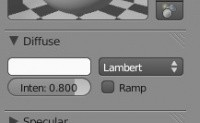 Diffuse
Lambert
Inten: 0.800
Ramp
Specular